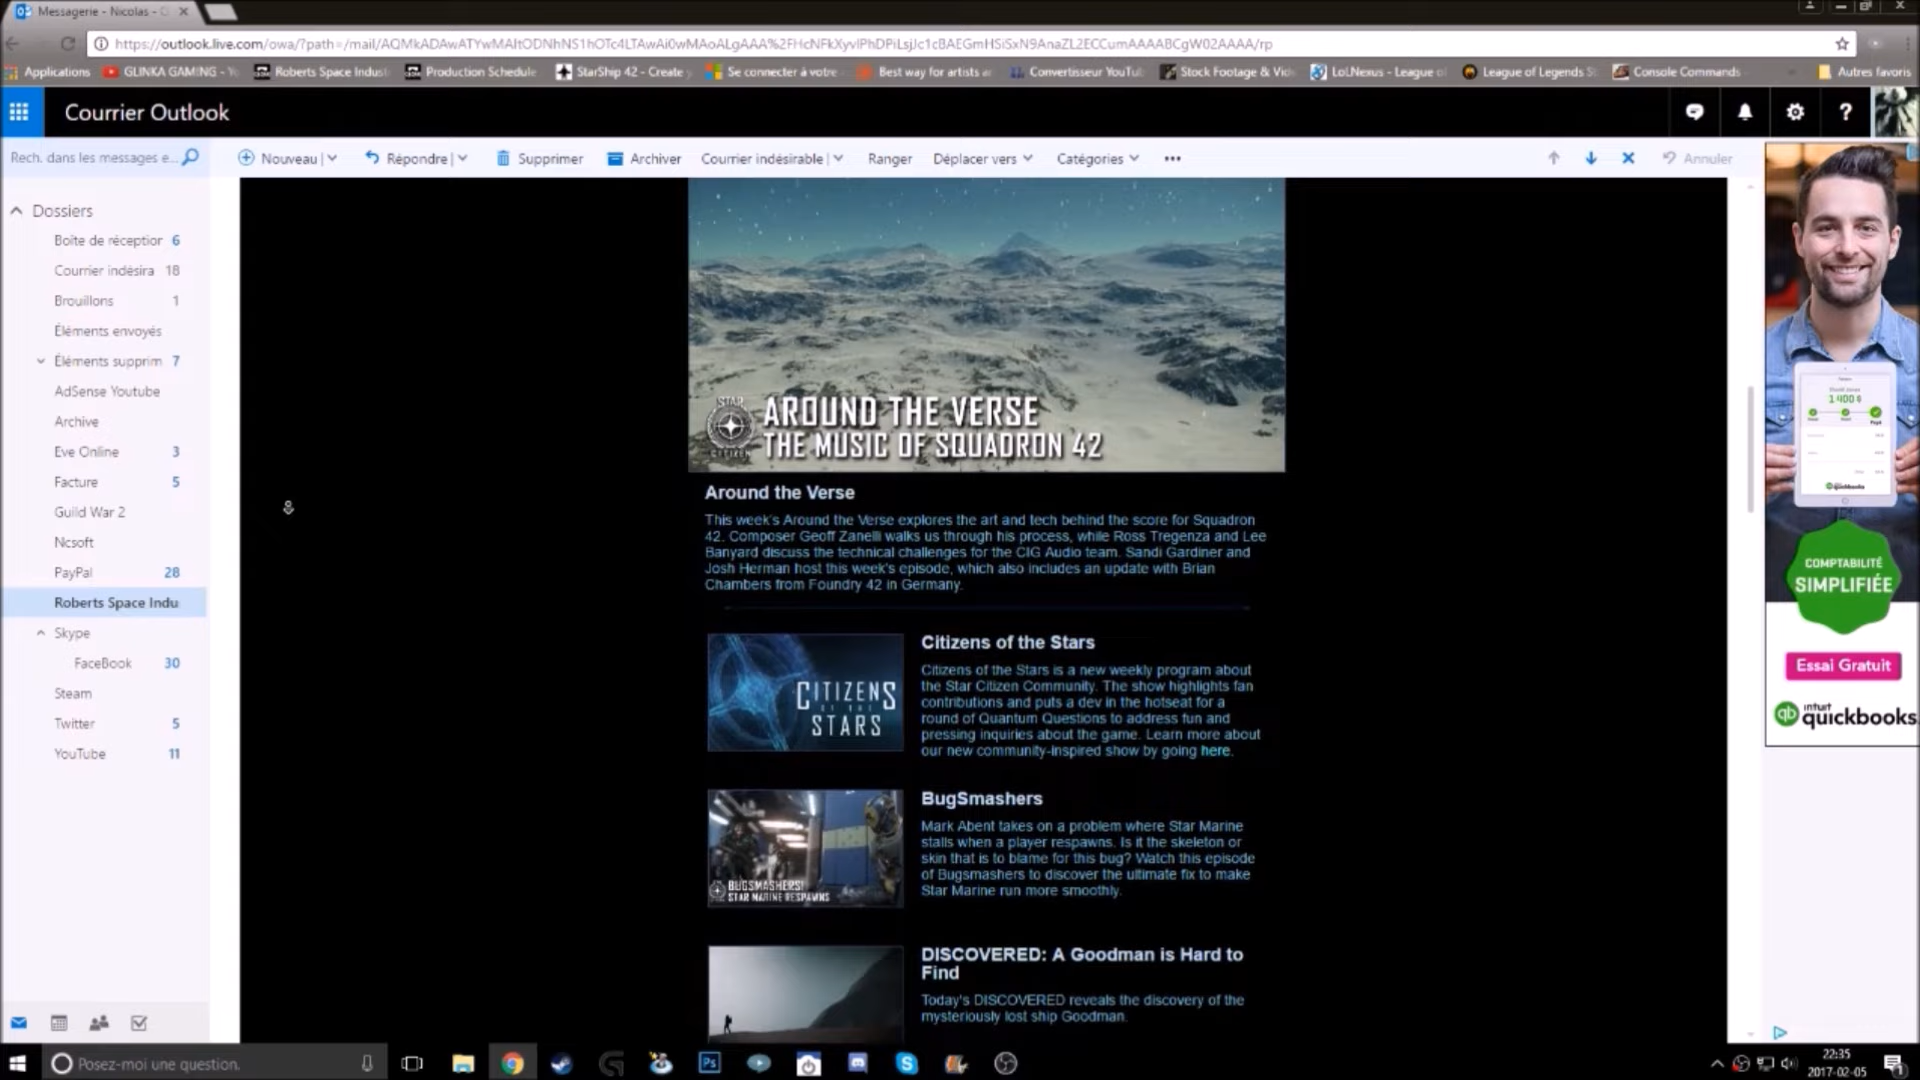 Messagerie - Nicolas -
https://outlook.live.com/owa/?path=/mail/
Applications
GLINKA GAMING -
Roberts Space Indust
Production Schedule
StarShip 42 - Create
Se connecter à votre
Best way for artists ar
Convertisseur YouTu
Stock Footage & Vid
LoLNexus - League o
League of Legends S
Console Commands
Autres favoris
Courrier Outlook
?
Rech. dans les messages e...
Nouveau
Répondre
Supprimer
Archiver
Courrier indésirable
Ranger
Déplacer vers
Catégories
Annuler
Dossiers
Boîte de réception 6
Courrier indésira 18
Brouillons 1
Éléments envoyés
Éléments supprim 7
AdSense Youtube
Archive
Eve Online 3
Facture 5
Guild War 2
Ncsoft
PayPal 28
Roberts Space Indu
Skype
FaceBook 30
Steam
Twitter 5
YouTube 11
STAR
CITIZEN
AROUND THE VERSE
THE MUSIC OF SQUADRON 42
Around the Verse
This week's Around the Verse explores the art and tech behind the score for Squadron
42. Composer Geoff Zanelli walks us through his process, while Ross Tregenza and Lee
Banyard discuss the technical challenges for the CIG Audio team. Sandi Gardiner and
Josh Herman host this week's episode, which also includes an update with Brian
Chambers from Foundry 42 in Germany.
CITIZENS
OF THE
STARS
Citizens of the Stars
Citizens of the Stars is a new weekly program about
the Star Citizen Community. The show highlights fan
contributions and puts a dev in the hotseat for a
round of Quantum Questions to address fun and
pressing inquiries about the game. Learn more about
our new community-inspired show by going here.
BUGSMASHERS!
STAR MARINE RESPAWNS
BugSmashers
Mark Abent takes on a problem where Star Marine
stalls when a player respawns. Is it the skeleton or
skin that is to blame for this bug? Watch this episode
of Bugsmashers to discover the ultimate fix to make
Star Marine run more smoothly.
DISCOVERED: A Goodman is Hard to
Find
Today's DISCOVERED reveals the discovery of the
mysteriously lost ship Goodman.
1 400 $
quickbooks
COMPTABILITÉ
SIMPLIFIÉE
Essai Gratuit
qb intuit quickbooks
Posez-moi une question.
Ps
22:35
2017-02-05